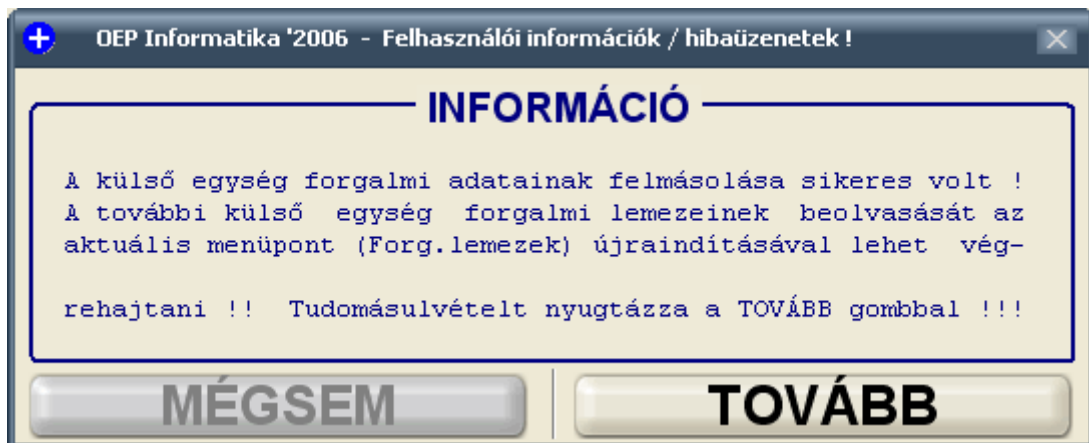 OEP Informatika '2006 - Felhasználói információk / hibaüzenetek !
INFORMÁCIÓ
A külső egység forgalmi adatainak felmásolása sikeres volt !
A további külső egység forgalmi lemezeinek beolvasását az
aktuális menüpont (Forg.lemezek) újraindításával lehet vég-
rehajtani !! Tudomásulvételt nyugtázza a TOVÁBB gombbal !!!
MÉGSEM
TOVÁBB